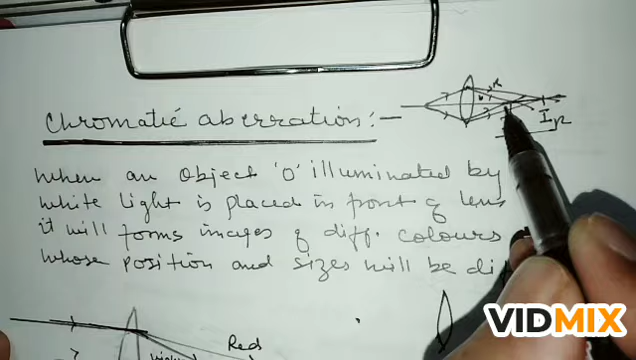 Chromatic aberration:-
r
v
I R
When an object 'O' illuminated by
white light is placed in front of lens
it will forms images of diff. colours
whose position and sizes will be di
Red
Viol
VIDMIX